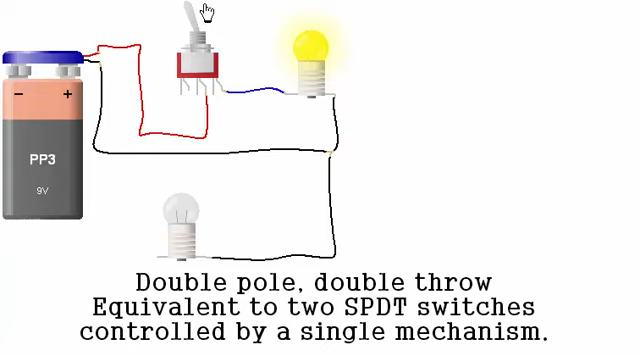 − +
PP3
9V
Double pole, double throw
Equivalent to two SPDT switches
controlled by a single mechanism.